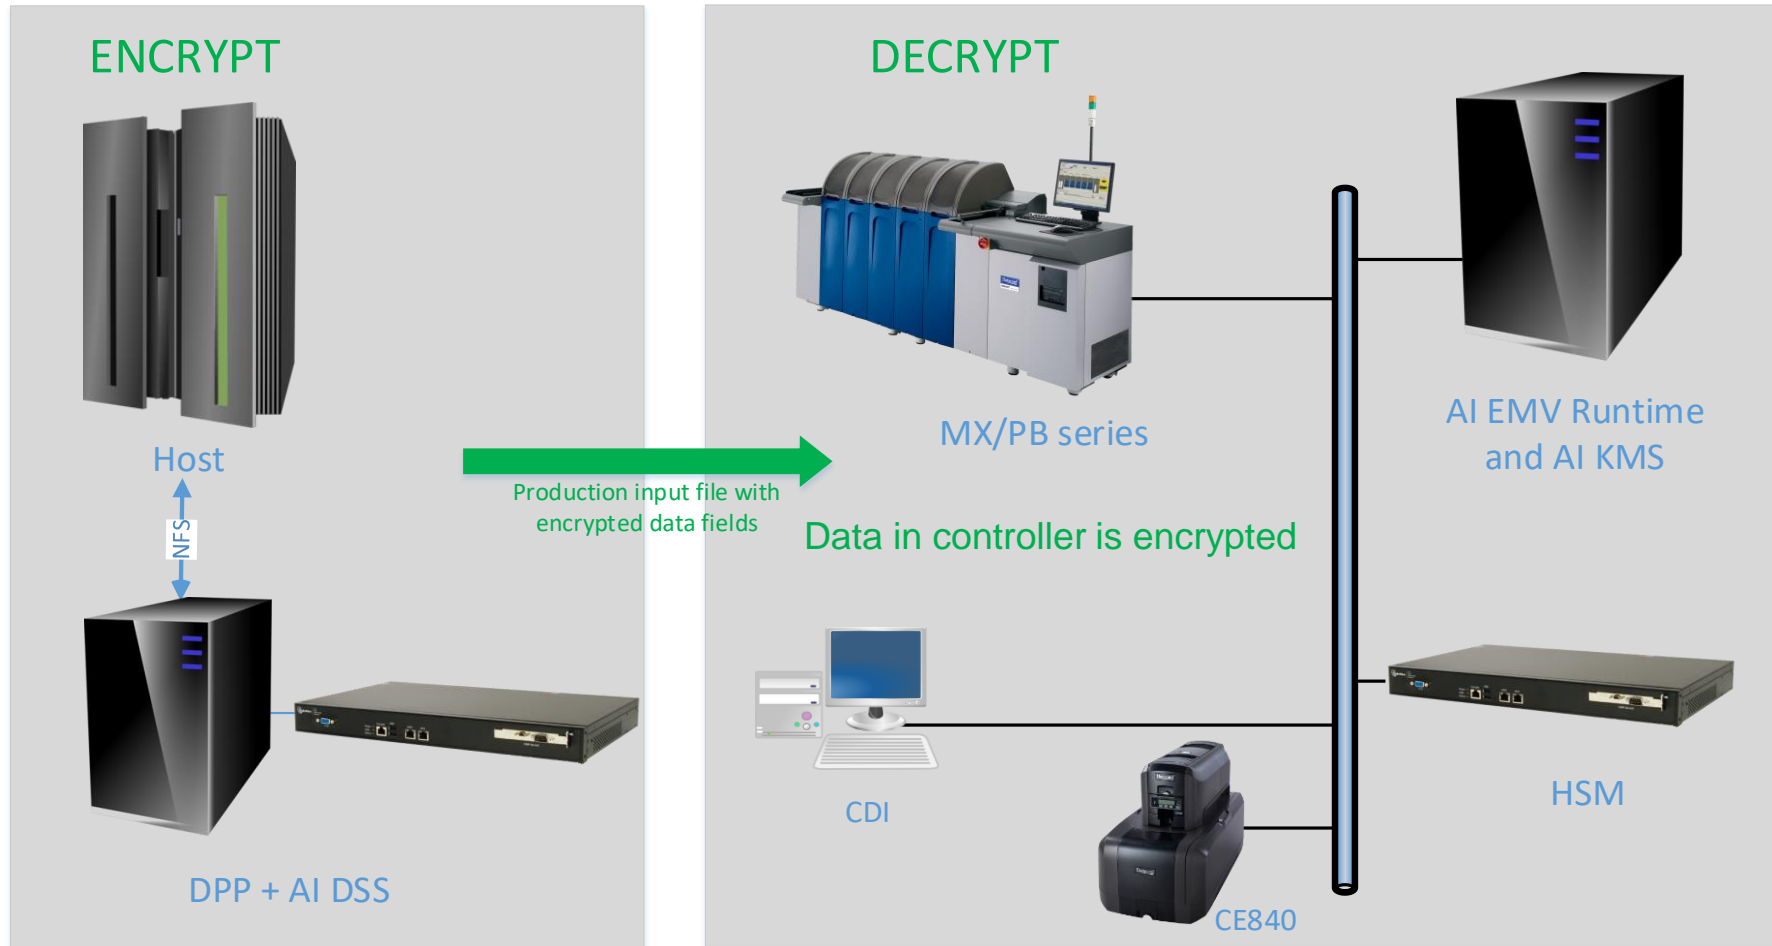 ENCRYPT
Host
NFS
DPP + AI DSS
Production input file with
encrypted data fields
DECRYPT
MX/PB series
AI EMV Runtime
and AI KMS
Data in controller is encrypted
CDI
CE840
HSM